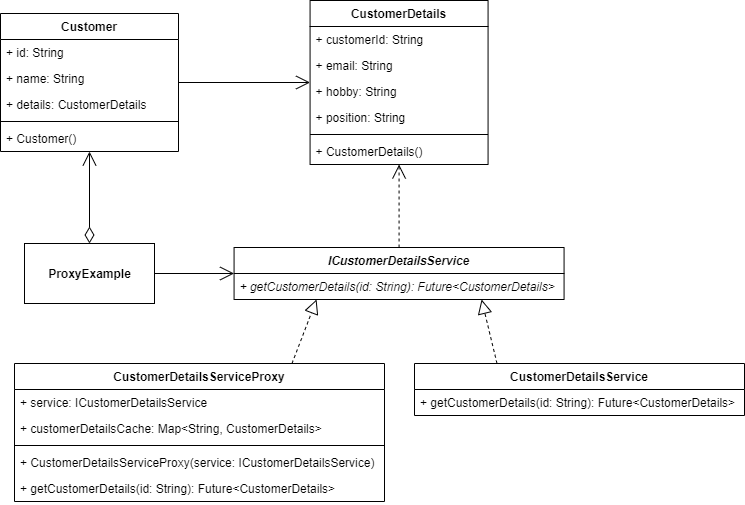 Customer
+ id: String
+ name: String
+ details: CustomerDetails
+ Customer()
CustomerDetails
+ customerId: String
+ email: String
+ hobby: String
+ position: String
+ CustomerDetails()
ProxyExample
ICustomerDetailsService
+ getCustomerDetails(id: String): Future<CustomerDetails>
CustomerDetailsServiceProxy
+ service: ICustomerDetailsService
+ customerDetailsCache: Map<String, CustomerDetails>
+ CustomerDetailsServiceProxy(service: ICustomerDetailsService)
+ getCustomerDetails(id: String): Future<CustomerDetails>
CustomerDetailsService
+ getCustomerDetails(id: String): Future<CustomerDetails>